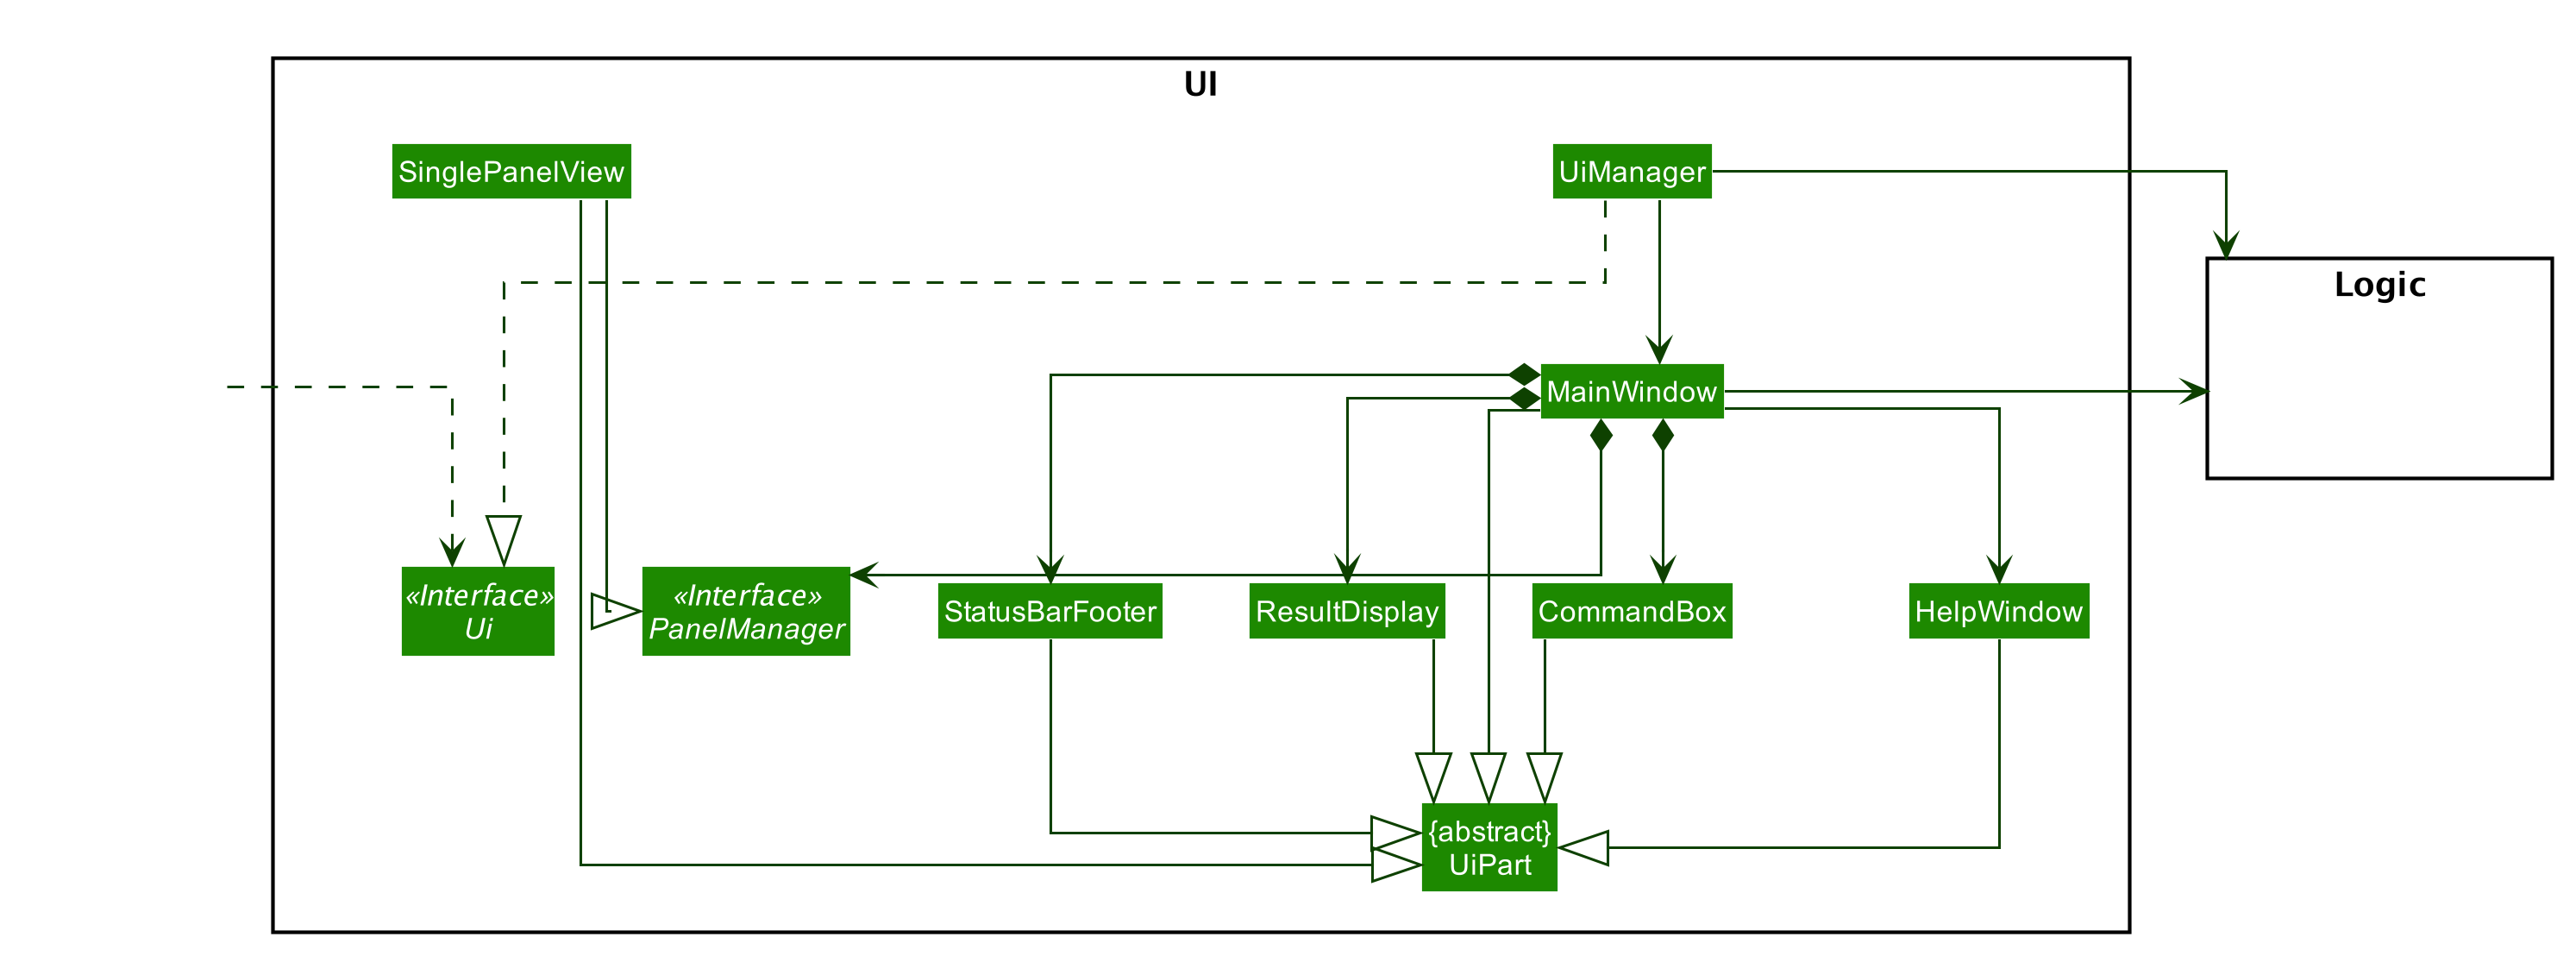 UI
SinglePanelView
UiManager
Logic
MainWindow
«Interface»
Ui
«Interface»
PanelManager
StatusBarFooter
ResultDisplay
CommandBox
HelpWindow
{abstract}
UiPart